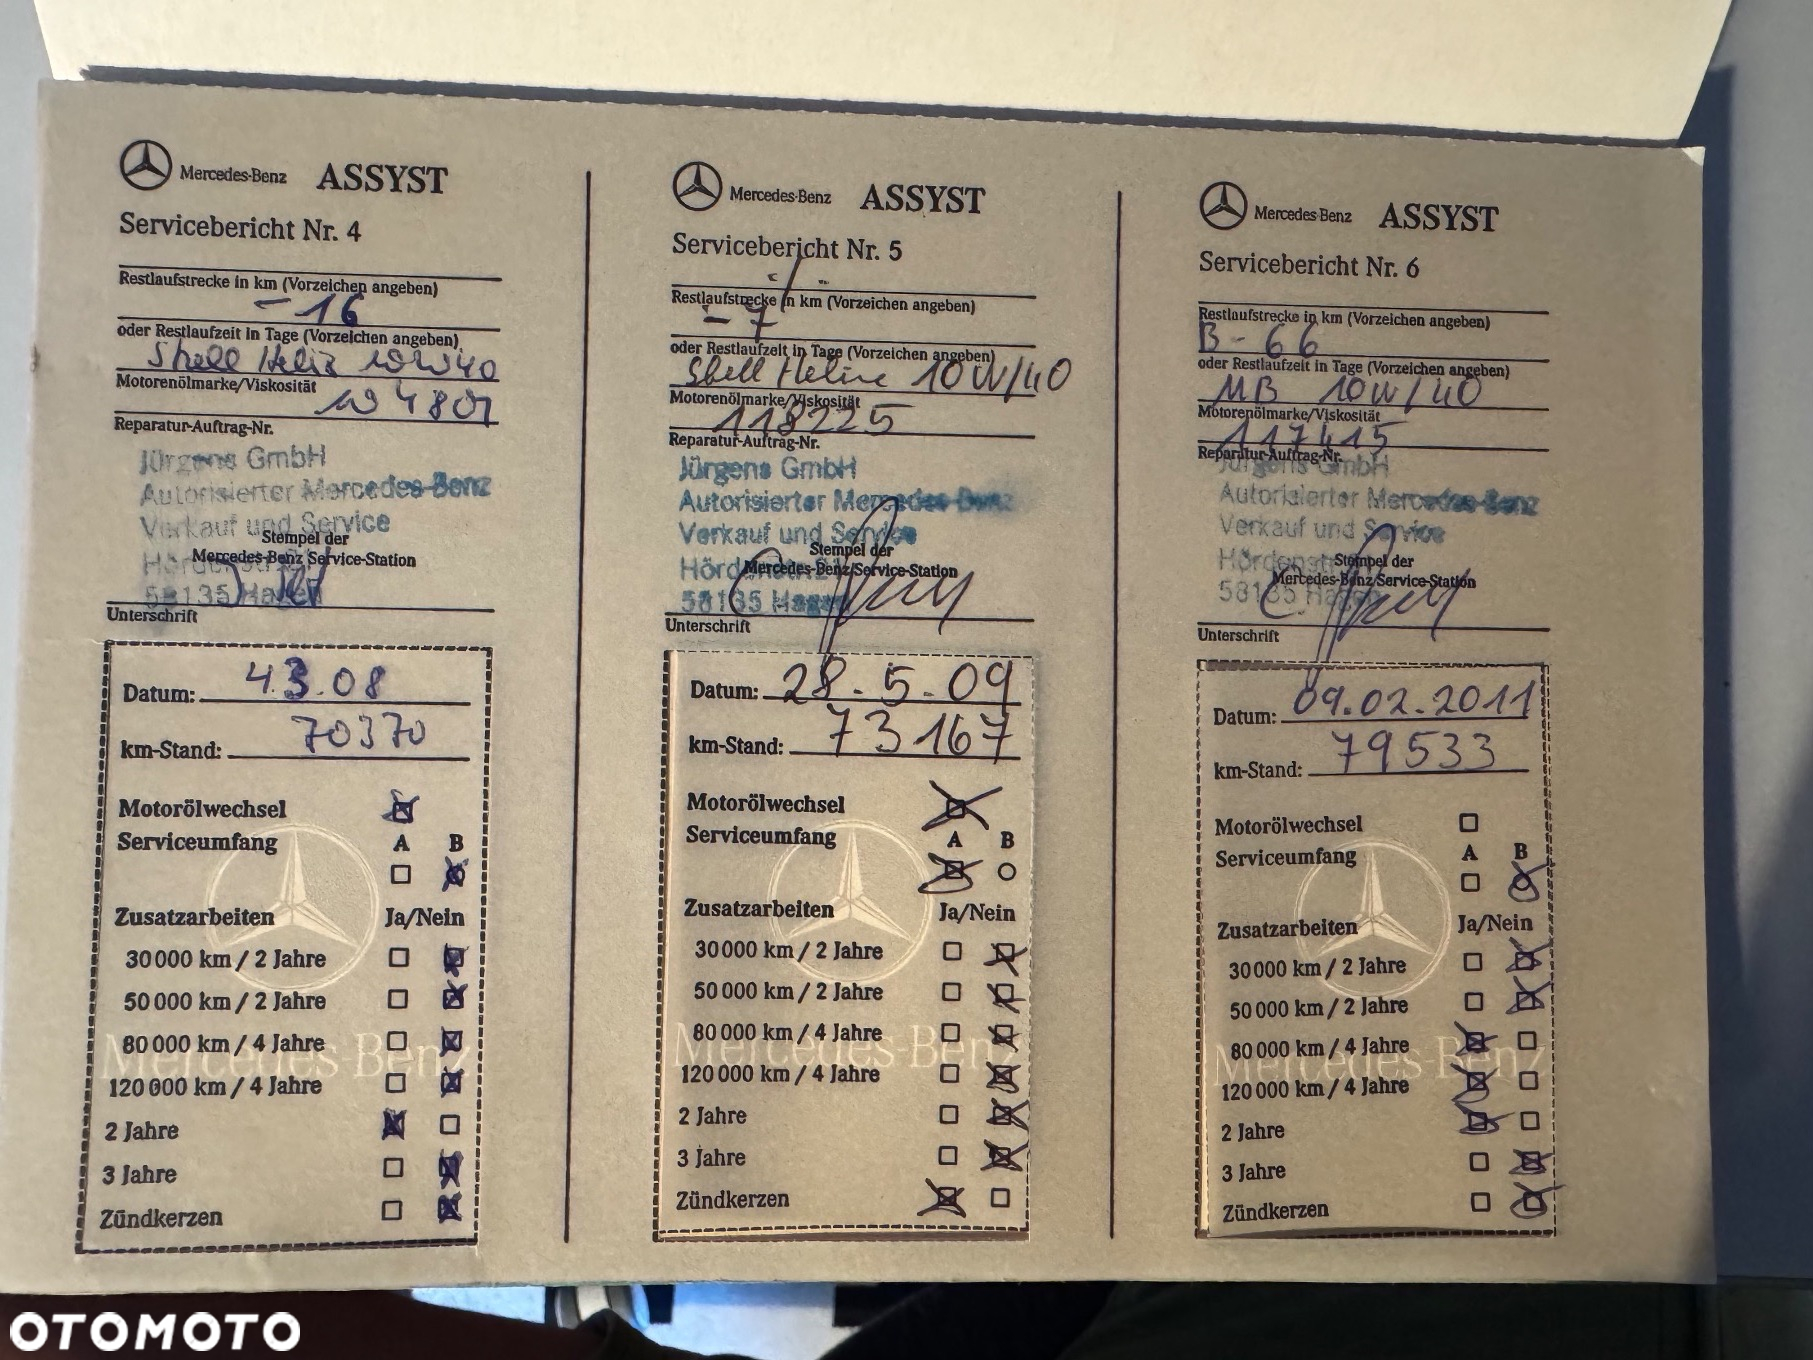 Mercedes-Benz ASSYST
Servicebericht Nr. 4
Restlaufstrecke in km (Vorzeichen angeben)
-16
oder Restlaufzeit in Tage (Vorzeichen angeben)
Shell Helix 10W40
Motorenölmarke/Viskosität
Reparatur-Auftrag-Nr.
Jürgens GmbH
Autorisierter Mercedes-Benz
Verkauf und Service
Stempel der
Mercedes-Benz Service-Station
58135 Hagen
Unterschrift
Datum: 4.3.08
km-Stand: 70370
Motorölwechsel
Serviceumfang A B
Zusatzarbeiten Ja/Nein
30 000 km / 2 Jahre
50 000 km / 2 Jahre
80 000 km / 4 Jahre
120 000 km / 4 Jahre
2 Jahre
3 Jahre
Zündkerzen
Mercedes-Benz
Mercedes-Benz ASSYST
Servicebericht Nr. 5
Restlaufstrecke in km (Vorzeichen angeben)
-7
oder Restlaufzeit in Tage (Vorzeichen angeben)
Shell Heline 10W/40
Motorenölmarke/Viskosität
118225
Reparatur-Auftrag-Nr.
Jürgens GmbH
Autorisierter Mercedes-Benz
Verkauf und Service
Stempel der
Mercedes-Benz Service-Station
58135 Hagen
Unterschrift
Datum: 28.5.09
km-Stand: 73167
Motorölwechsel
Serviceumfang A B
Zusatzarbeiten Ja/Nein
30 000 km / 2 Jahre
50 000 km / 2 Jahre
80 000 km / 4 Jahre
120 000 km / 4 Jahre
2 Jahre
3 Jahre
Zündkerzen
Mercedes-Benz
Mercedes-Benz ASSYST
Servicebericht Nr. 6
Restlaufstrecke in km (Vorzeichen angeben)
B-66
oder Restlaufzeit in Tage (Vorzeichen angeben)
MB 10W/40
Motorenölmarke/Viskosität
117415
Reparatur-Auftrag-Nr.
Jürgens GmbH
Autorisierter Mercedes-Benz
Verkauf und Service
Stempel der
Mercedes-Benz Service-Station
58135 Hagen
Unterschrift
Datum: 09.02.2011
km-Stand: 79533
Motorölwechsel
Serviceumfang A B
Zusatzarbeiten Ja/Nein
30 000 km / 2 Jahre
50 000 km / 2 Jahre
80 000 km / 4 Jahre
120 000 km / 4 Jahre
2 Jahre
3 Jahre
Zündkerzen
Mercedes-Benz
OTOMOTO